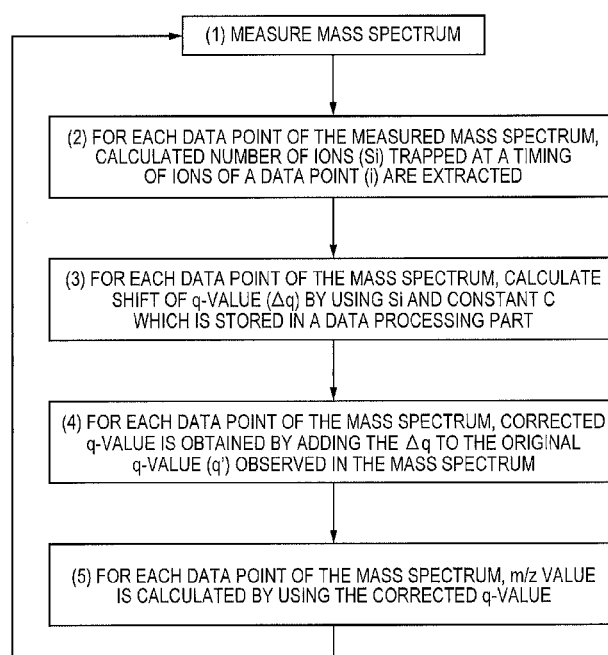 (1) MEASURE MASS SPECTRUM
(2) FOR EACH DATA POINT OF THE MEASURED MASS SPECTRUM,
CALCULATED NUMBER OF IONS (Si) TRAPPED AT A TIMING
OF IONS OF A DATA POINT (i) ARE EXTRACTED
(3) FOR EACH DATA POINT OF THE MASS SPECTRUM, CALCULATE
SHIFT OF q-VALUE (Δq) BY USING Si AND CONSTANT C
WHICH IS STORED IN A DATA PROCESSING PART
(4) FOR EACH DATA POINT OF THE MASS SPECTRUM, CORRECTED
q-VALUE IS OBTAINED BY ADDING THE Δq TO THE ORIGINAL
q-VALUE (q') OBSERVED IN THE MASS SPECTRUM
(5) FOR EACH DATA POINT OF THE MASS SPECTRUM, m/z VALUE
IS CALCULATED BY USING THE CORRECTED q-VALUE